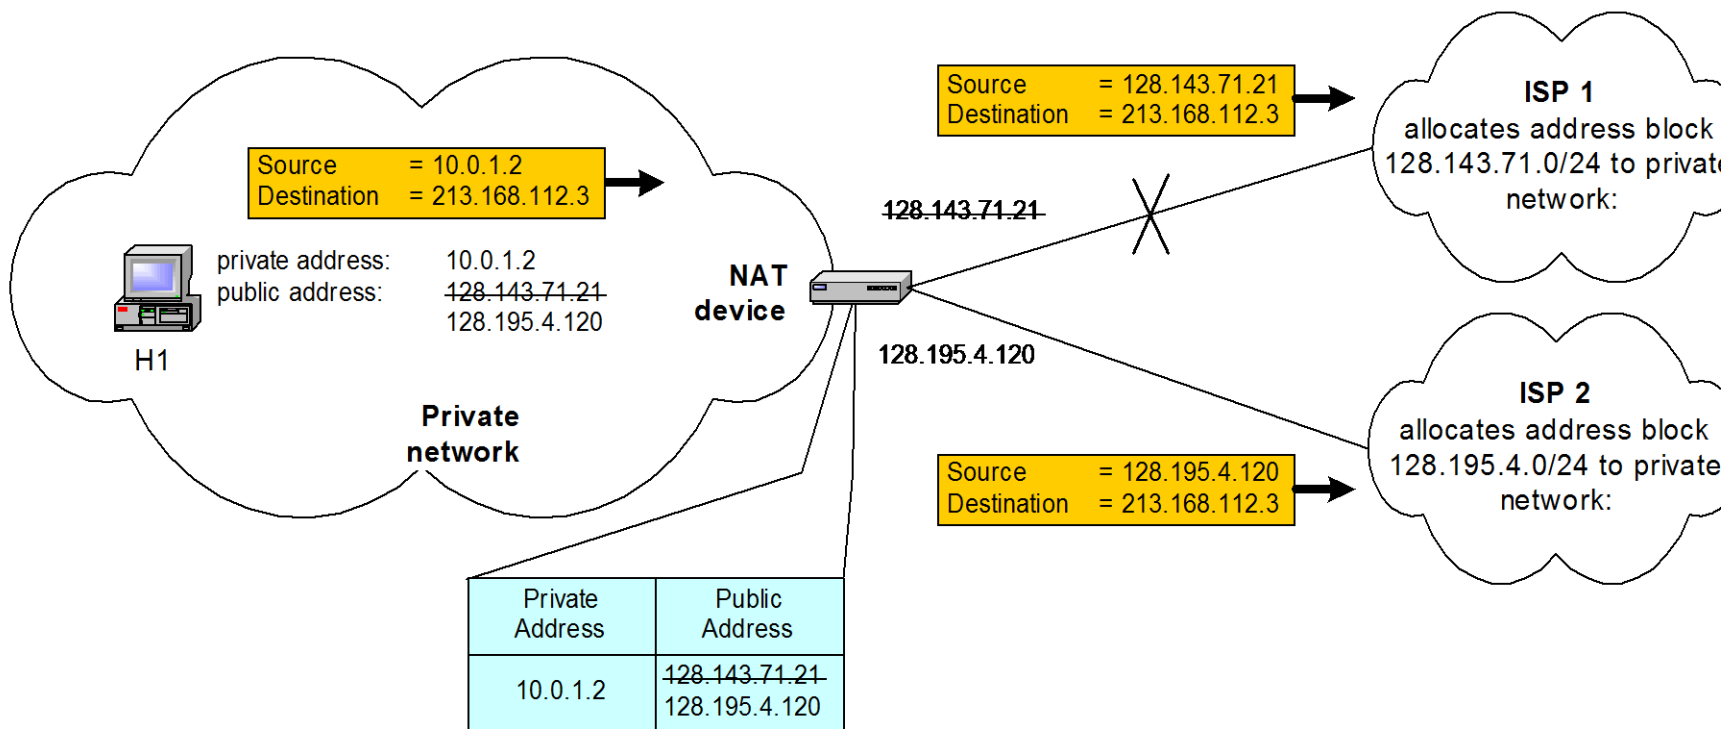 Source = 128.143.71.21
Destination = 213.168.112.3
ISP 1
allocates address block
128.143.71.0/24 to private
network:
Source = 10.0.1.2
Destination = 213.168.112.3
128.143.71.21
private address: 10.0.1.2
public address: 128.143.71.21
128.195.4.120
H1
NAT
device
128.195.4.120
Private
network
ISP 2
allocates address block
128.195.4.0/24 to private
network:
Source = 128.195.4.120
Destination = 213.168.112.3
Private
Address
Public
Address
10.0.1.2
128.143.71.21
128.195.4.120